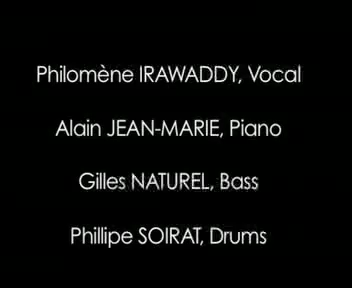 Philomène IRAWADDY, Vocal
Alain JEAN-MARIE, Piano
Gilles NATUREL, Bass
Phillipe SOIRAT, Drums